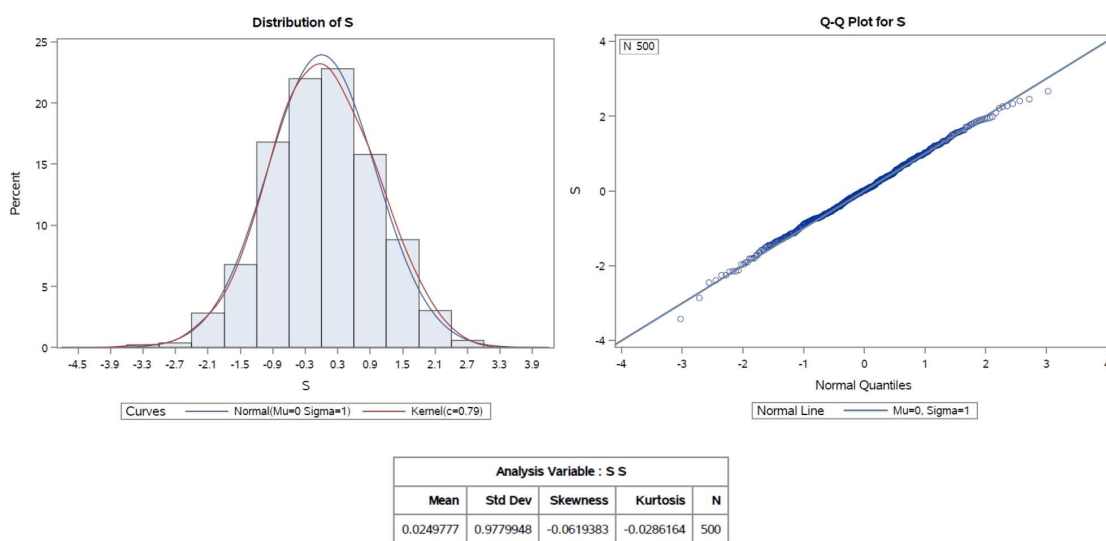 Distribution of S
25
20
15
10
5
0
Percent
-4.5 -3.9 -3.3 -2.7 -2.1 -1.5 -0.9 -0.3 0.3 0.9 1.5 2.1 2.7 3.3 3.9
S
Curves Normal(Mu=0 Sigma=1) Kernel(c=0.79)
Q-Q Plot for S
N 500
4
2
0
-2
-4
S
-4 -3 -2 -1 0 1 2 3 4
Normal Quantiles
Normal Line Mu=0, Sigma=1
Analysis Variable : S S
Mean Std Dev Skewness Kurtosis N
0.0249777 0.9779948 -0.0619383 -0.0286164 500